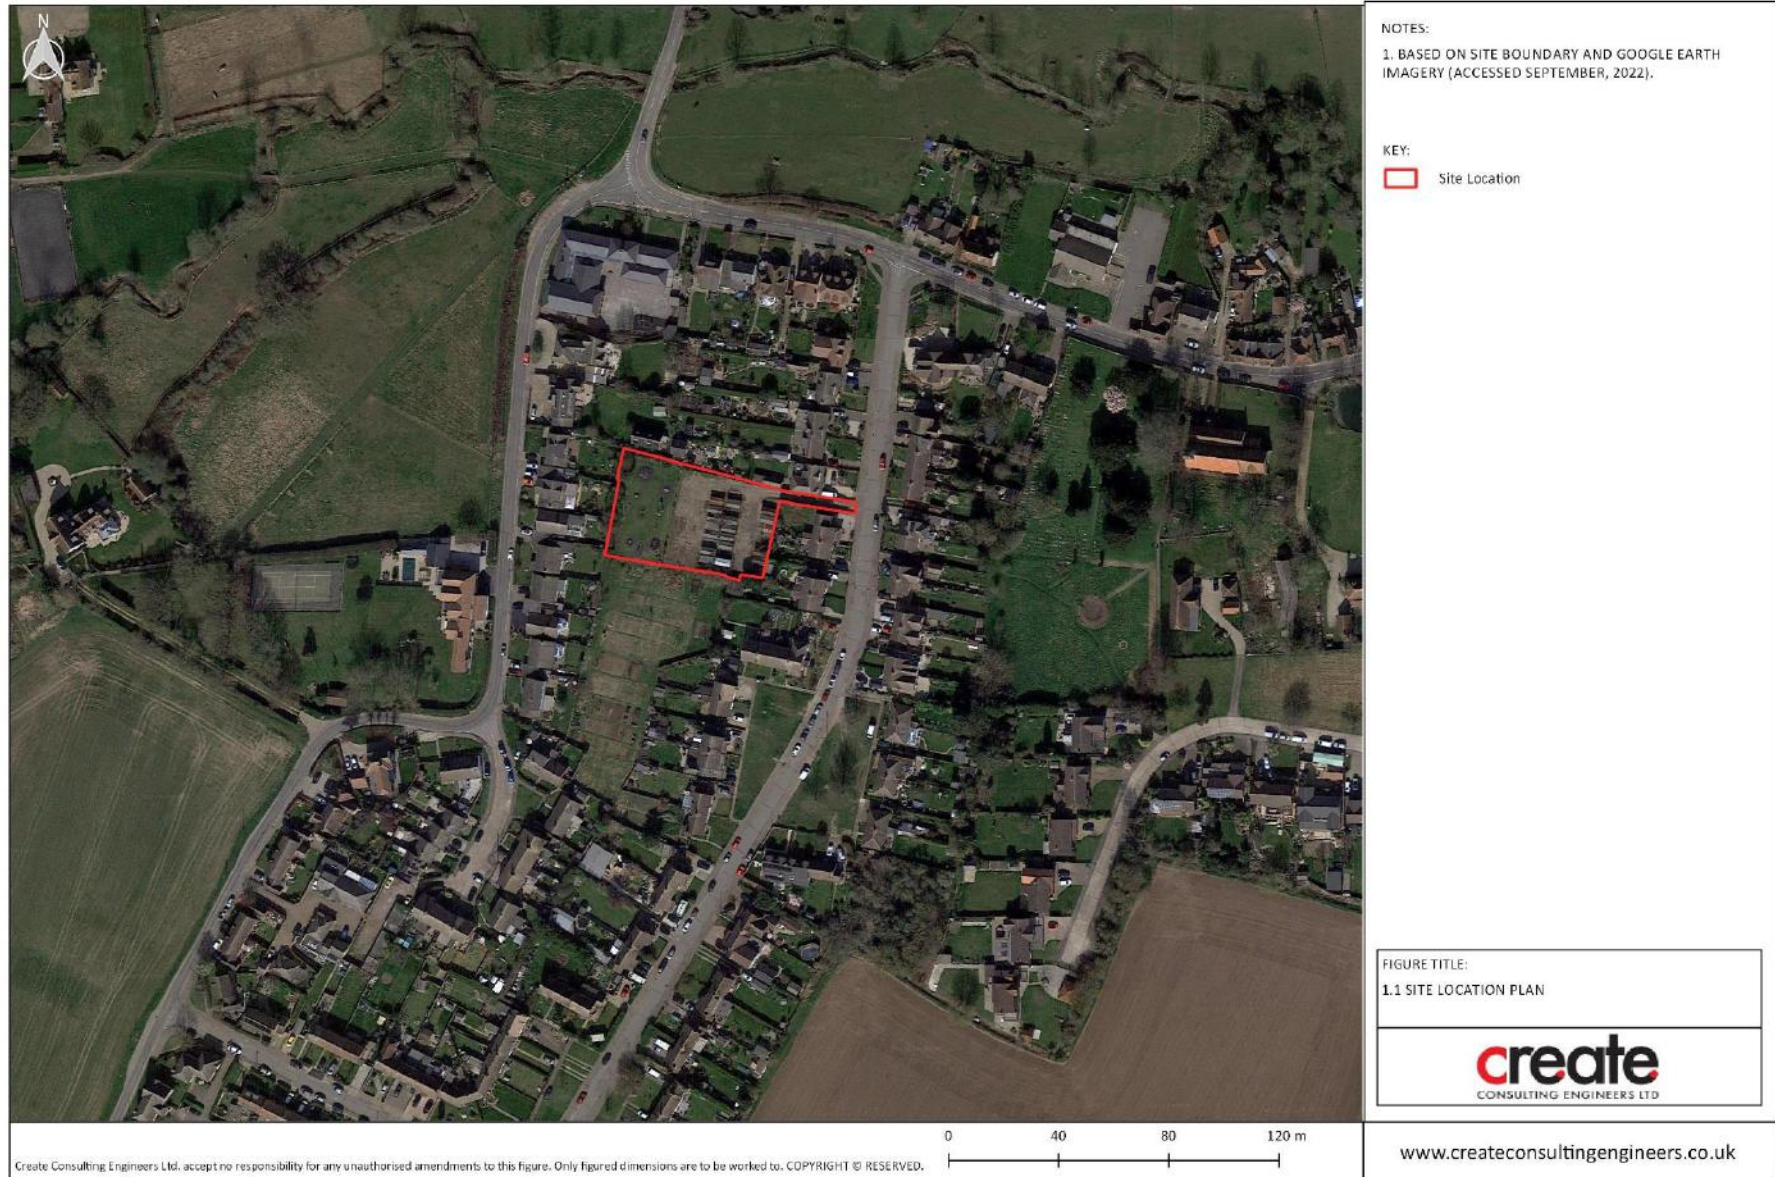 N
NOTES:
1. BASED ON SITE BOUNDARY AND GOOGLE EARTH
IMAGERY (ACCESSED SEPTEMBER, 2022).
KEY:
Site Location
FIGURE TITLE:
1.1 SITE LOCATION PLAN
create
CONSULTING ENGINEERS LTD
0 40 80 120 m
Create Consulting Engineers Ltd. accept no responsibility for any unauthorised amendments to this figure. Only figured dimensions are to be worked to. COPYRIGHT © RESERVED.
www.createconsultingengineers.co.uk